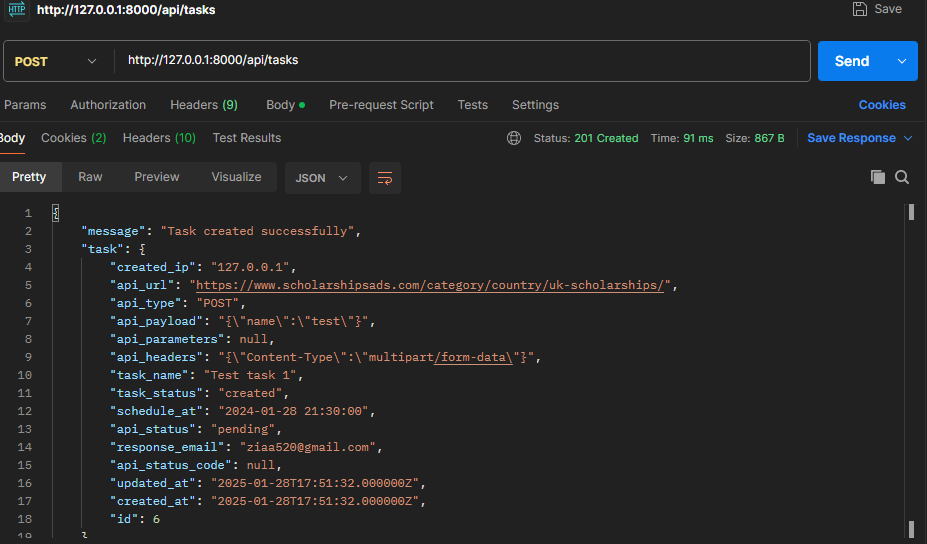 HTTP http://127.0.0.1:8000/api/tasks Save
POST http://127.0.0.1:8000/api/tasks Send
Params Authorization Headers (9) Body Pre-request Script Tests Settings Cookies
Body Cookies (2) Headers (10) Test Results Status: 201 Created Time: 91 ms Size: 867 B Save Response
Pretty Raw Preview Visualize JSON
1 {
2 "message": "Task created successfully",
3 "task": {
4 "created_ip": "127.0.0.1",
5 "api_url": "https://www.scholarshipsads.com/category/country/uk-scholarships/",
6 "api_type": "POST",
7 "api_payload": "{\"name\":\"test\"}",
8 "api_parameters": null,
9 "api_headers": "{\"Content-Type\":\"multipart/form-data\"}",
10 "task_name": "Test task 1",
11 "task_status": "created",
12 "schedule_at": "2024-01-28 21:30:00",
13 "api_status": "pending",
14 "response_email": "ziaa520@gmail.com",
15 "api_status_code": null,
16 "updated_at": "2025-01-28T17:51:32.000000Z",
17 "created_at": "2025-01-28T17:51:32.000000Z",
18 "id": 6
19 }